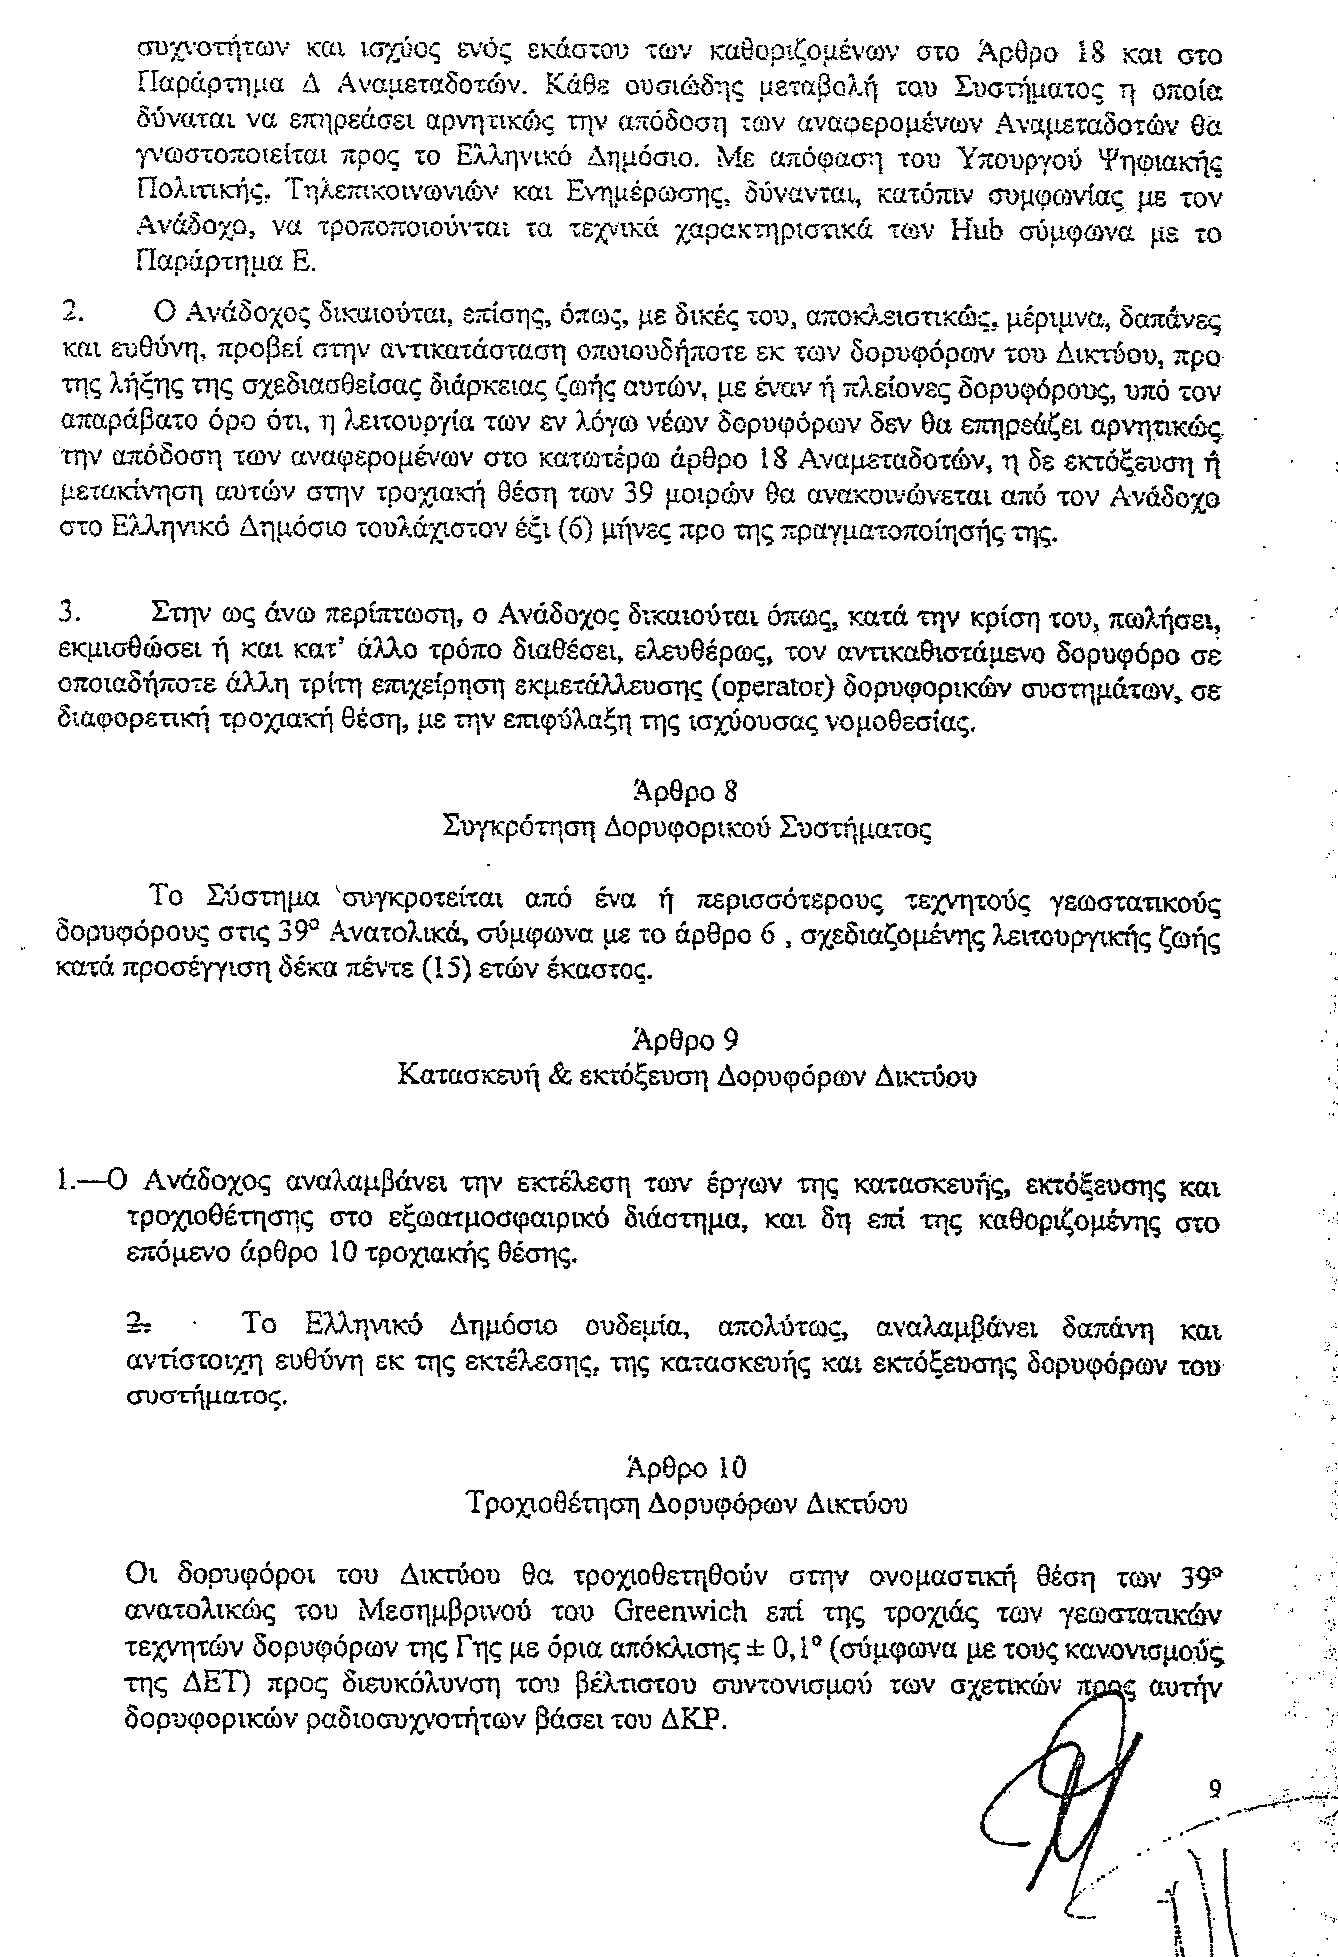 συχνοτήτων και ισχύος ενός εκάστου των καθοριζομένων στο Άρθρο 18 και στο
Παράρτημα Δ Αναμεταδοτών. Κάθε ουσιώδης μεταβολή του Συστήματος η οποία
δύναται να επηρεάσει αρνητικώς την απόδοση των αναφερομένων Αναμεταδοτών θα
γνωστοποιείται προς το Ελληνικό Δημόσιο. Με απόφαση του Υπουργού Ψηφιακής
Πολιτικής, Τηλεπικοινωνιών και Ενημέρωσης, δύνανται, κατόπιν συμφωνίας με τον
Ανάδοχο, να τροποποιούνται τα τεχνικά χαρακτηριστικά των Hub σύμφωνα με το
Παράρτημα Ε.
2. Ο Ανάδοχος δικαιούται, επίσης, όπως, με δικές του, αποκλειστικώς, μέριμνα, δαπάνες
και ευθύνη, προβεί στην αντικατάσταση οποιουδήποτε εκ των δορυφόρων του Δικτύου, προ
της λήξης της σχεδιασθείσας διάρκειας ζωής αυτών, με έναν ή πλείονες δορυφόρους, υπό τον
απαράβατο όρο ότι, η λειτουργία των εν λόγω νέων δορυφόρων δεν θα επηρεάζει αρνητικώς
την απόδοση των αναφερομένων στο κατωτέρω άρθρο 18 Αναμεταδοτών, η δε εκτόξευση ή
μετακίνηση αυτών στην τροχιακή θέση των 39 μοιρών θα ανακοινώνεται από τον Ανάδοχο
στο Ελληνικό Δημόσιο τουλάχιστον έξι (6) μήνες προ της πραγματοποίησής της.
3. Στην ως άνω περίπτωση, ο Ανάδοχος δικαιούται όπως, κατά την κρίση του, πωλήσει,
εκμισθώσει ή και κατ' άλλο τρόπο διαθέσει, ελευθέρως, τον αντικαθιστάμενο δορυφόρο σε
οποιαδήποτε άλλη τρίτη επιχείρηση εκμετάλλευσης (operator) δορυφορικών συστημάτων, σε
διαφορετική τροχιακή θέση, με την επιφύλαξη της ισχύουσας νομοθεσίας.
Άρθρο 8
Συγκρότηση Δορυφορικού Συστήματος
Το Σύστημα συγκροτείται από ένα ή περισσότερους τεχνητούς γεωστατικούς
δορυφόρους στις 39° Ανατολικά, σύμφωνα με το άρθρο 6 , σχεδιαζομένης λειτουργικής ζωής
κατά προσέγγιση δέκα πέντε (15) ετών έκαστος.
Άρθρο 9
Κατασκευή & εκτόξευση Δορυφόρων Δικτύου
1.—Ο Ανάδοχος αναλαμβάνει την εκτέλεση των έργων της κατασκευής, εκτόξευσης και
τροχιοθέτησης στο εξωατμοσφαιρικό διάστημα, και δη επί της καθοριζομένης στο
επόμενο άρθρο 10 τροχιακής θέσης.
2. Το Ελληνικό Δημόσιο ουδεμία, απολύτως, αναλαμβάνει δαπάνη και
αντίστοιχη ευθύνη εκ της εκτέλεσης, της κατασκευής και εκτόξευσης δορυφόρων του
συστήματος.
Άρθρο 10
Τροχιοθέτηση Δορυφόρων Δικτύου
Οι δορυφόροι του Δικτύου θα τροχιοθετηθούν στην ονομαστική θέση των 39°
ανατολικώς του Μεσημβρινού του Greenwich επί της τροχιάς των γεωστατικών
τεχνητών δορυφόρων της Γης με όρια απόκλισης ± 0,1° (σύμφωνα με τους κανονισμούς
της ΔΕΤ) προς διευκόλυνση του βέλτιστου συντονισμού των σχετικών προς αυτήν
δορυφορικών ραδιοσυχνοτήτων βάσει του ΔΚΡ.
9